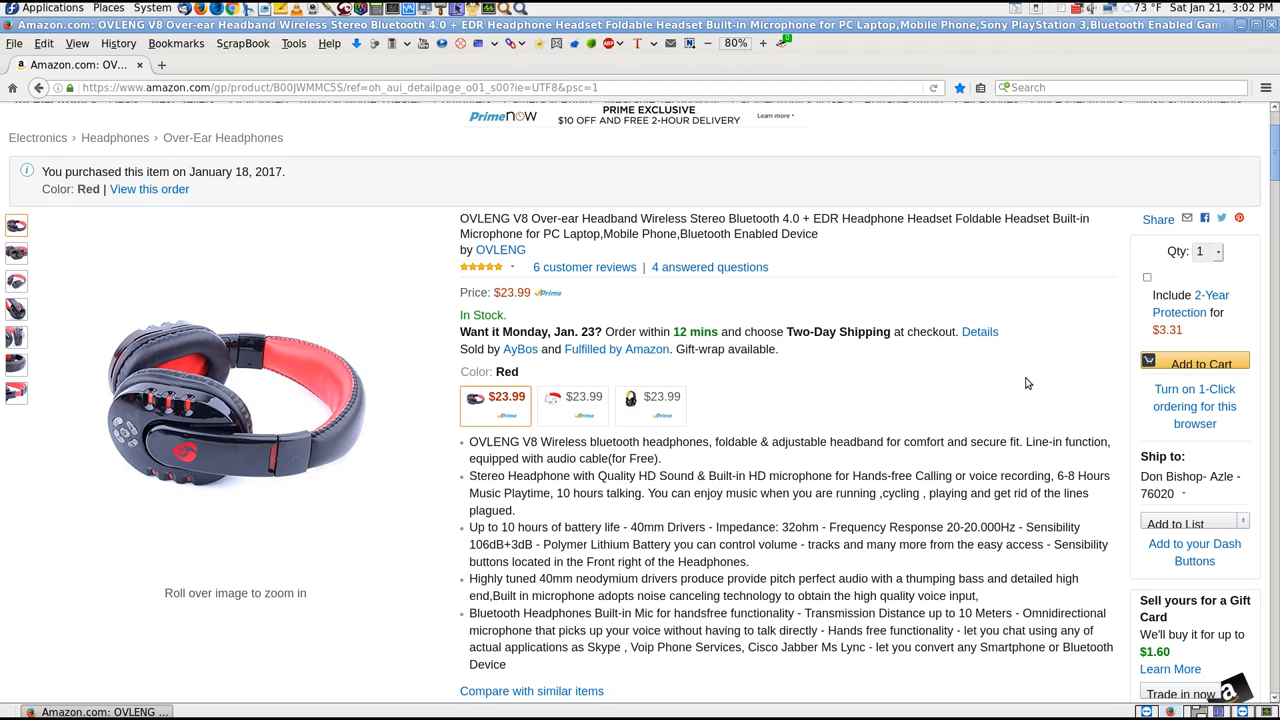 Applications Places System
73 °F Sat Jan 21, 3:02 PM
Amazon.com: OVLENG V8 Over-ear Headband Wireless Stereo Bluetooth 4.0 + EDR Headphone Headset Foldable Headset Built-in Microphone for PC Laptop,Mobile Phone,Sony PlayStation 3,Bluetooth Enabled Gam
File Edit View History Bookmarks ScrapBook Tools Help
80%
Amazon.com: OV...
https://www.amazon.com/gp/product/B00JWMMC5S/ref=oh_aui_detailpage_o01_s00?ie=UTF8&psc=1
Search
PrimeNOW
PRIME EXCLUSIVE
$10 OFF AND FREE 2-HOUR DELIVERY
Learn more
Electronics › Headphones › Over-Ear Headphones
You purchased this item on January 18, 2017.
Color: Red | View this order
OVLENG V8 Over-ear Headband Wireless Stereo Bluetooth 4.0 + EDR Headphone Headset Foldable Headset Built-in
Microphone for PC Laptop,Mobile Phone,Bluetooth Enabled Device
by OVLENG
6 customer reviews | 4 answered questions
Price: $23.99 Prime
In Stock.
Want it Monday, Jan. 23? Order within 12 mins and choose Two-Day Shipping at checkout. Details
Sold by AyBos and Fulfilled by Amazon. Gift-wrap available.
Color: Red
$23.99 $23.99 $23.99
Prime Prime Prime
• OVLENG V8 Wireless bluetooth headphones, foldable & adjustable headband for comfort and secure fit. Line-in function,
equipped with audio cable(for Free).
• Stereo Headphone with Quality HD Sound & Built-in HD microphone for Hands-free Calling or voice recording, 6-8 Hours
Music Playtime, 10 hours talking. You can enjoy music when you are running ,cycling , playing and get rid of the lines
plagued.
• Up to 10 hours of battery life - 40mm Drivers - Impedance: 32ohm - Frequency Response 20-20.000Hz - Sensibility
106dB+3dB - Polymer Lithium Battery you can control volume - tracks and many more from the easy access - Sensibility
buttons located in the Front right of the Headphones.
• Highly tuned 40mm neodymium drivers produce provide pitch perfect audio with a thumping bass and detailed high
end,Built in microphone adopts noise canceling technology to obtain the high quality voice input,
• Bluetooth Headphones Built-in Mic for handsfree functionality - Transmission Distance up to 10 Meters - Omnidirectional
microphone that picks up your voice without having to talk directly - Hands free functionality - let you chat using any of
actual applications as Skype , Voip Phone Services, Cisco Jabber Ms Lync - let you convert any Smartphone or Bluetooth
Device
Compare with similar items
Roll over image to zoom in
Share
Qty: 1
Include 2-Year
Protection for
$3.31
Add to Cart
Turn on 1-Click
ordering for this
browser
Ship to:
Don Bishop- Azle -
76020
Add to List
Add to your Dash
Buttons
Sell yours for a Gift
Card
We'll buy it for up to
$1.60
Learn More
Trade in now
Amazon.com: OVLENG ...